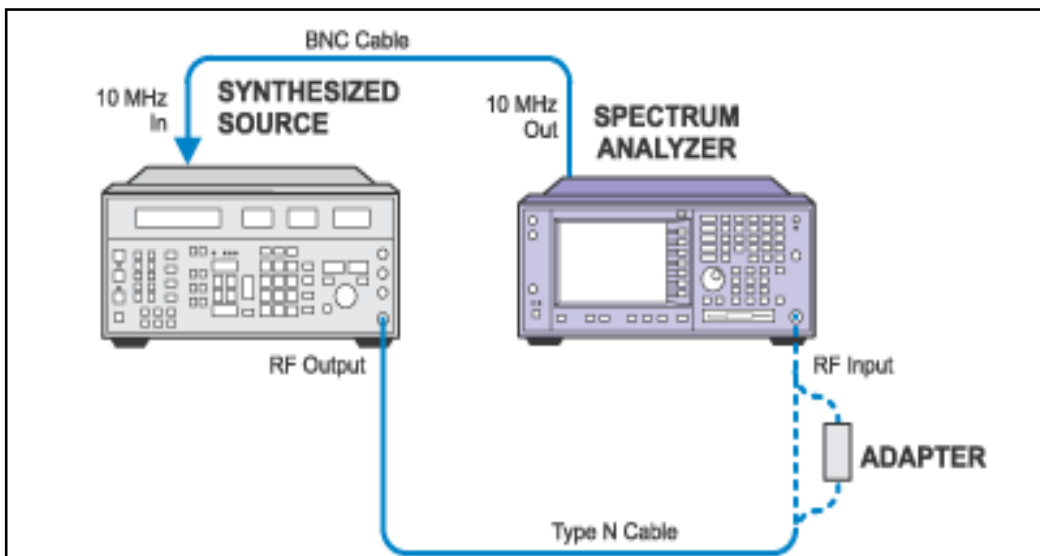 BNC Cable
10 MHz
In
SYNTHESIZED
SOURCE
10 MHz
Out
SPECTRUM
ANALYZER
RF Output
RF Input
ADAPTER
Type N Cable